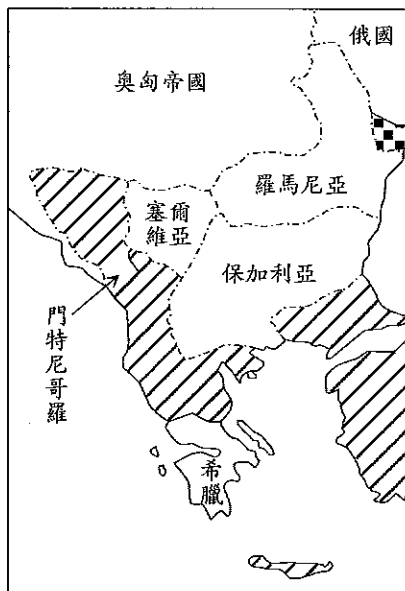 俄國
奧匈帝國
羅馬尼亞
塞爾
維亞
保加利亞
門特尼哥羅
希臘